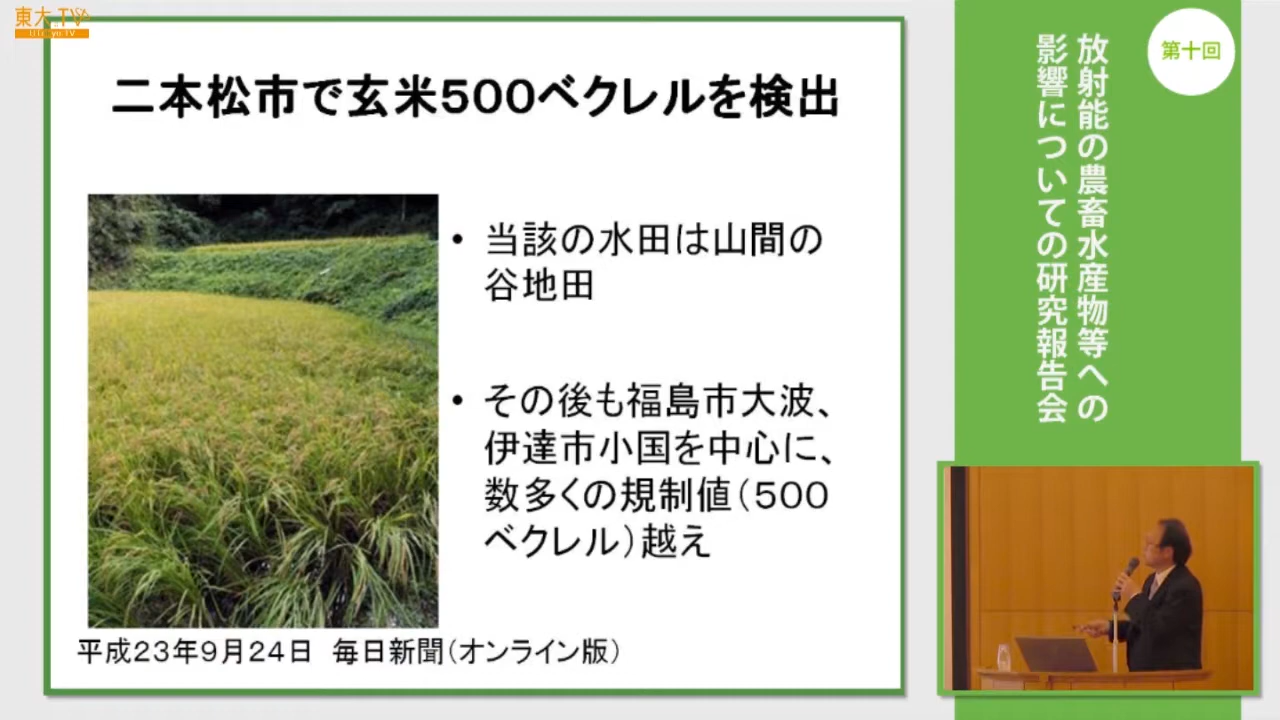 東大TV
UTokyo TV
二本松市で玄米500ベクレルを検出
• 当該の水田は山間の
谷地田
• その後も福島市大波、
伊達市小国を中心に、
数多くの規制値（500
ベクレル）越え
平成23年9月24日 毎日新聞（オンライン版）
第十回
放射能の農畜水産物等への
影響についての研究報告会